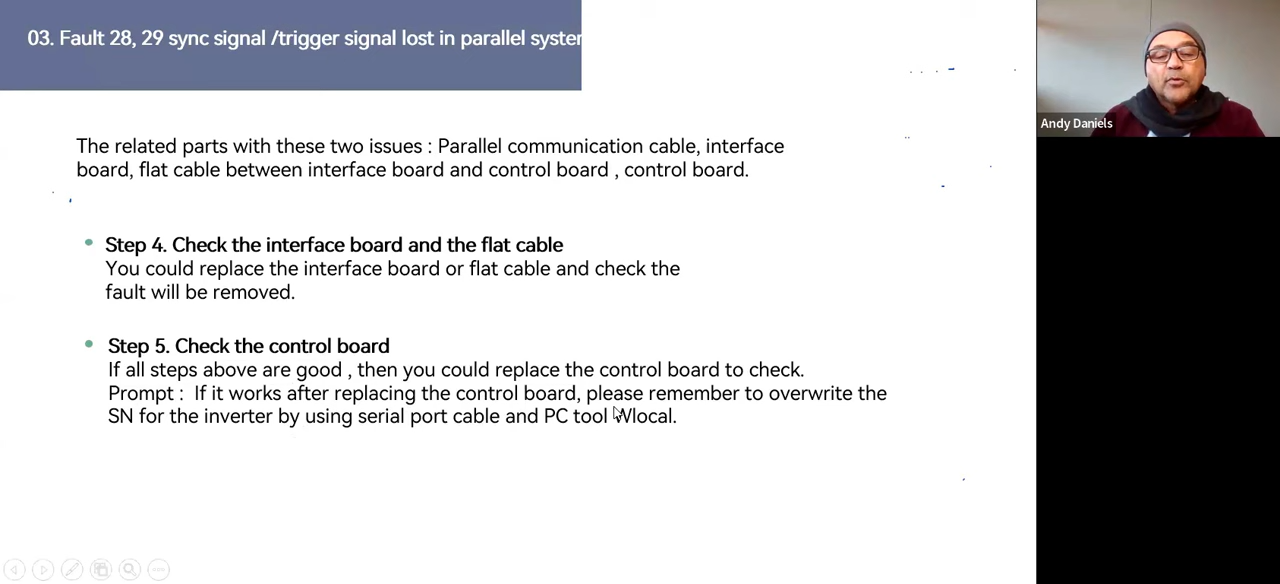 03. Fault 28, 29 sync signal /trigger signal lost in parallel system
Andy Daniels
The related parts with these two issues : Parallel communication cable, interface
board, flat cable between interface board and control board , control board.
Step 4. Check the interface board and the flat cable
You could replace the interface board or flat cable and check the
fault will be removed.
Step 5. Check the control board
If all steps above are good , then you could replace the control board to check.
Prompt : If it works after replacing the control board, please remember to overwrite the
SN for the inverter by using serial port cable and PC tool Wlocal.